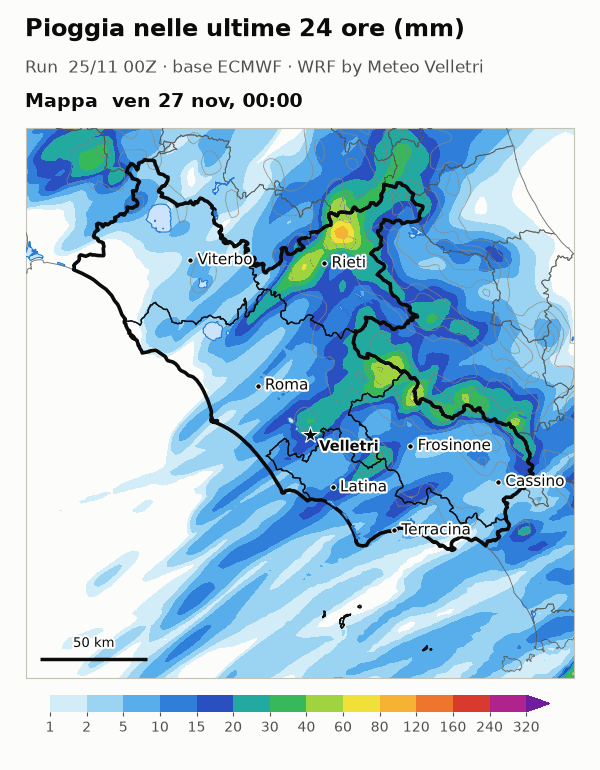 Pioggia nelle ultime 24 ore (mm)
Run  25/11 00Z · base ECMWF · WRF by Meteo Velletri
Mappa  ven 27 nov, 00:00
Viterbo
Rieti
Roma
Velletri
Frosinone
Latina
Cassino
Terracina
50 km
1 2 5 10 15 20 30 40 60 80 120 160 240 320